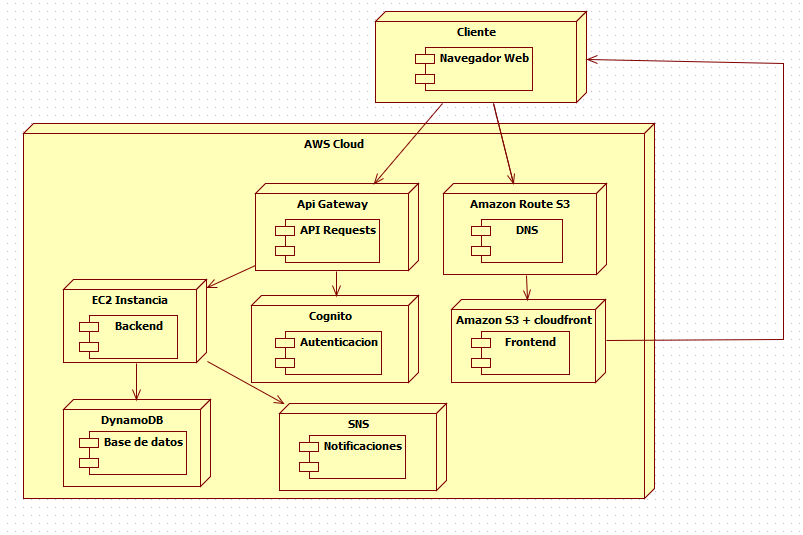 Cliente
Navegador Web
AWS Cloud
Api Gateway
API Requests
Amazon Route S3
DNS
EC2 Instancia
Backend
Cognito
Autenticacion
Amazon S3 + cloudfront
Frontend
DynamoDB
Base de datos
SNS
Notificaciones